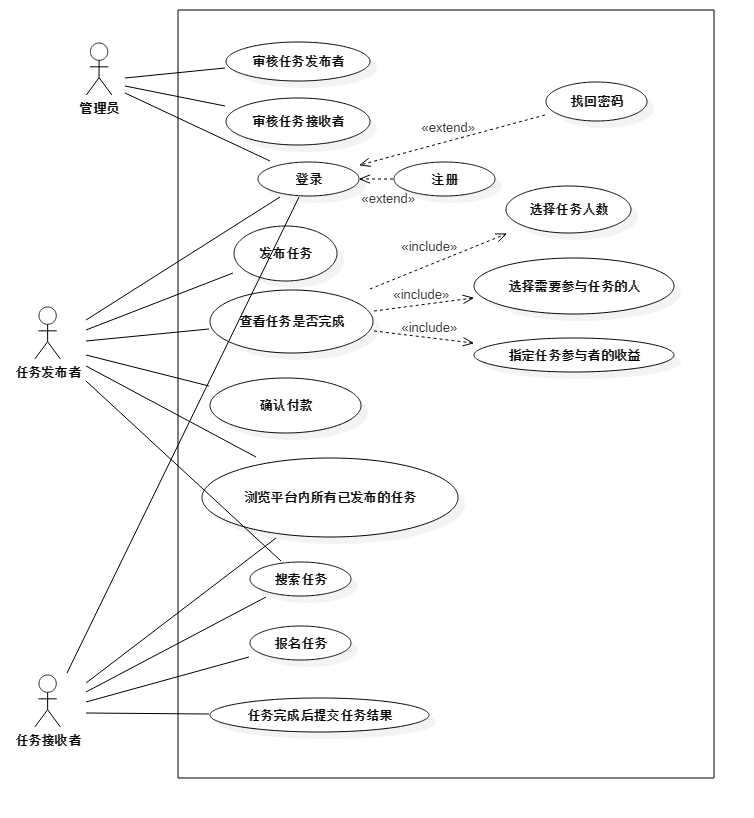 管理员
审核任务发布者
审核任务接收者
找回密码
«extend»
登录
注册
«extend»
选择任务人数
发布任务
«include»
选择需要参与任务的人
«include»
查看任务是否完成
«include»
指定任务参与者的收益
任务发布者
确认付款
浏览平台内所有已发布的任务
搜索任务
报名任务
任务完成后提交任务结果
任务接收者